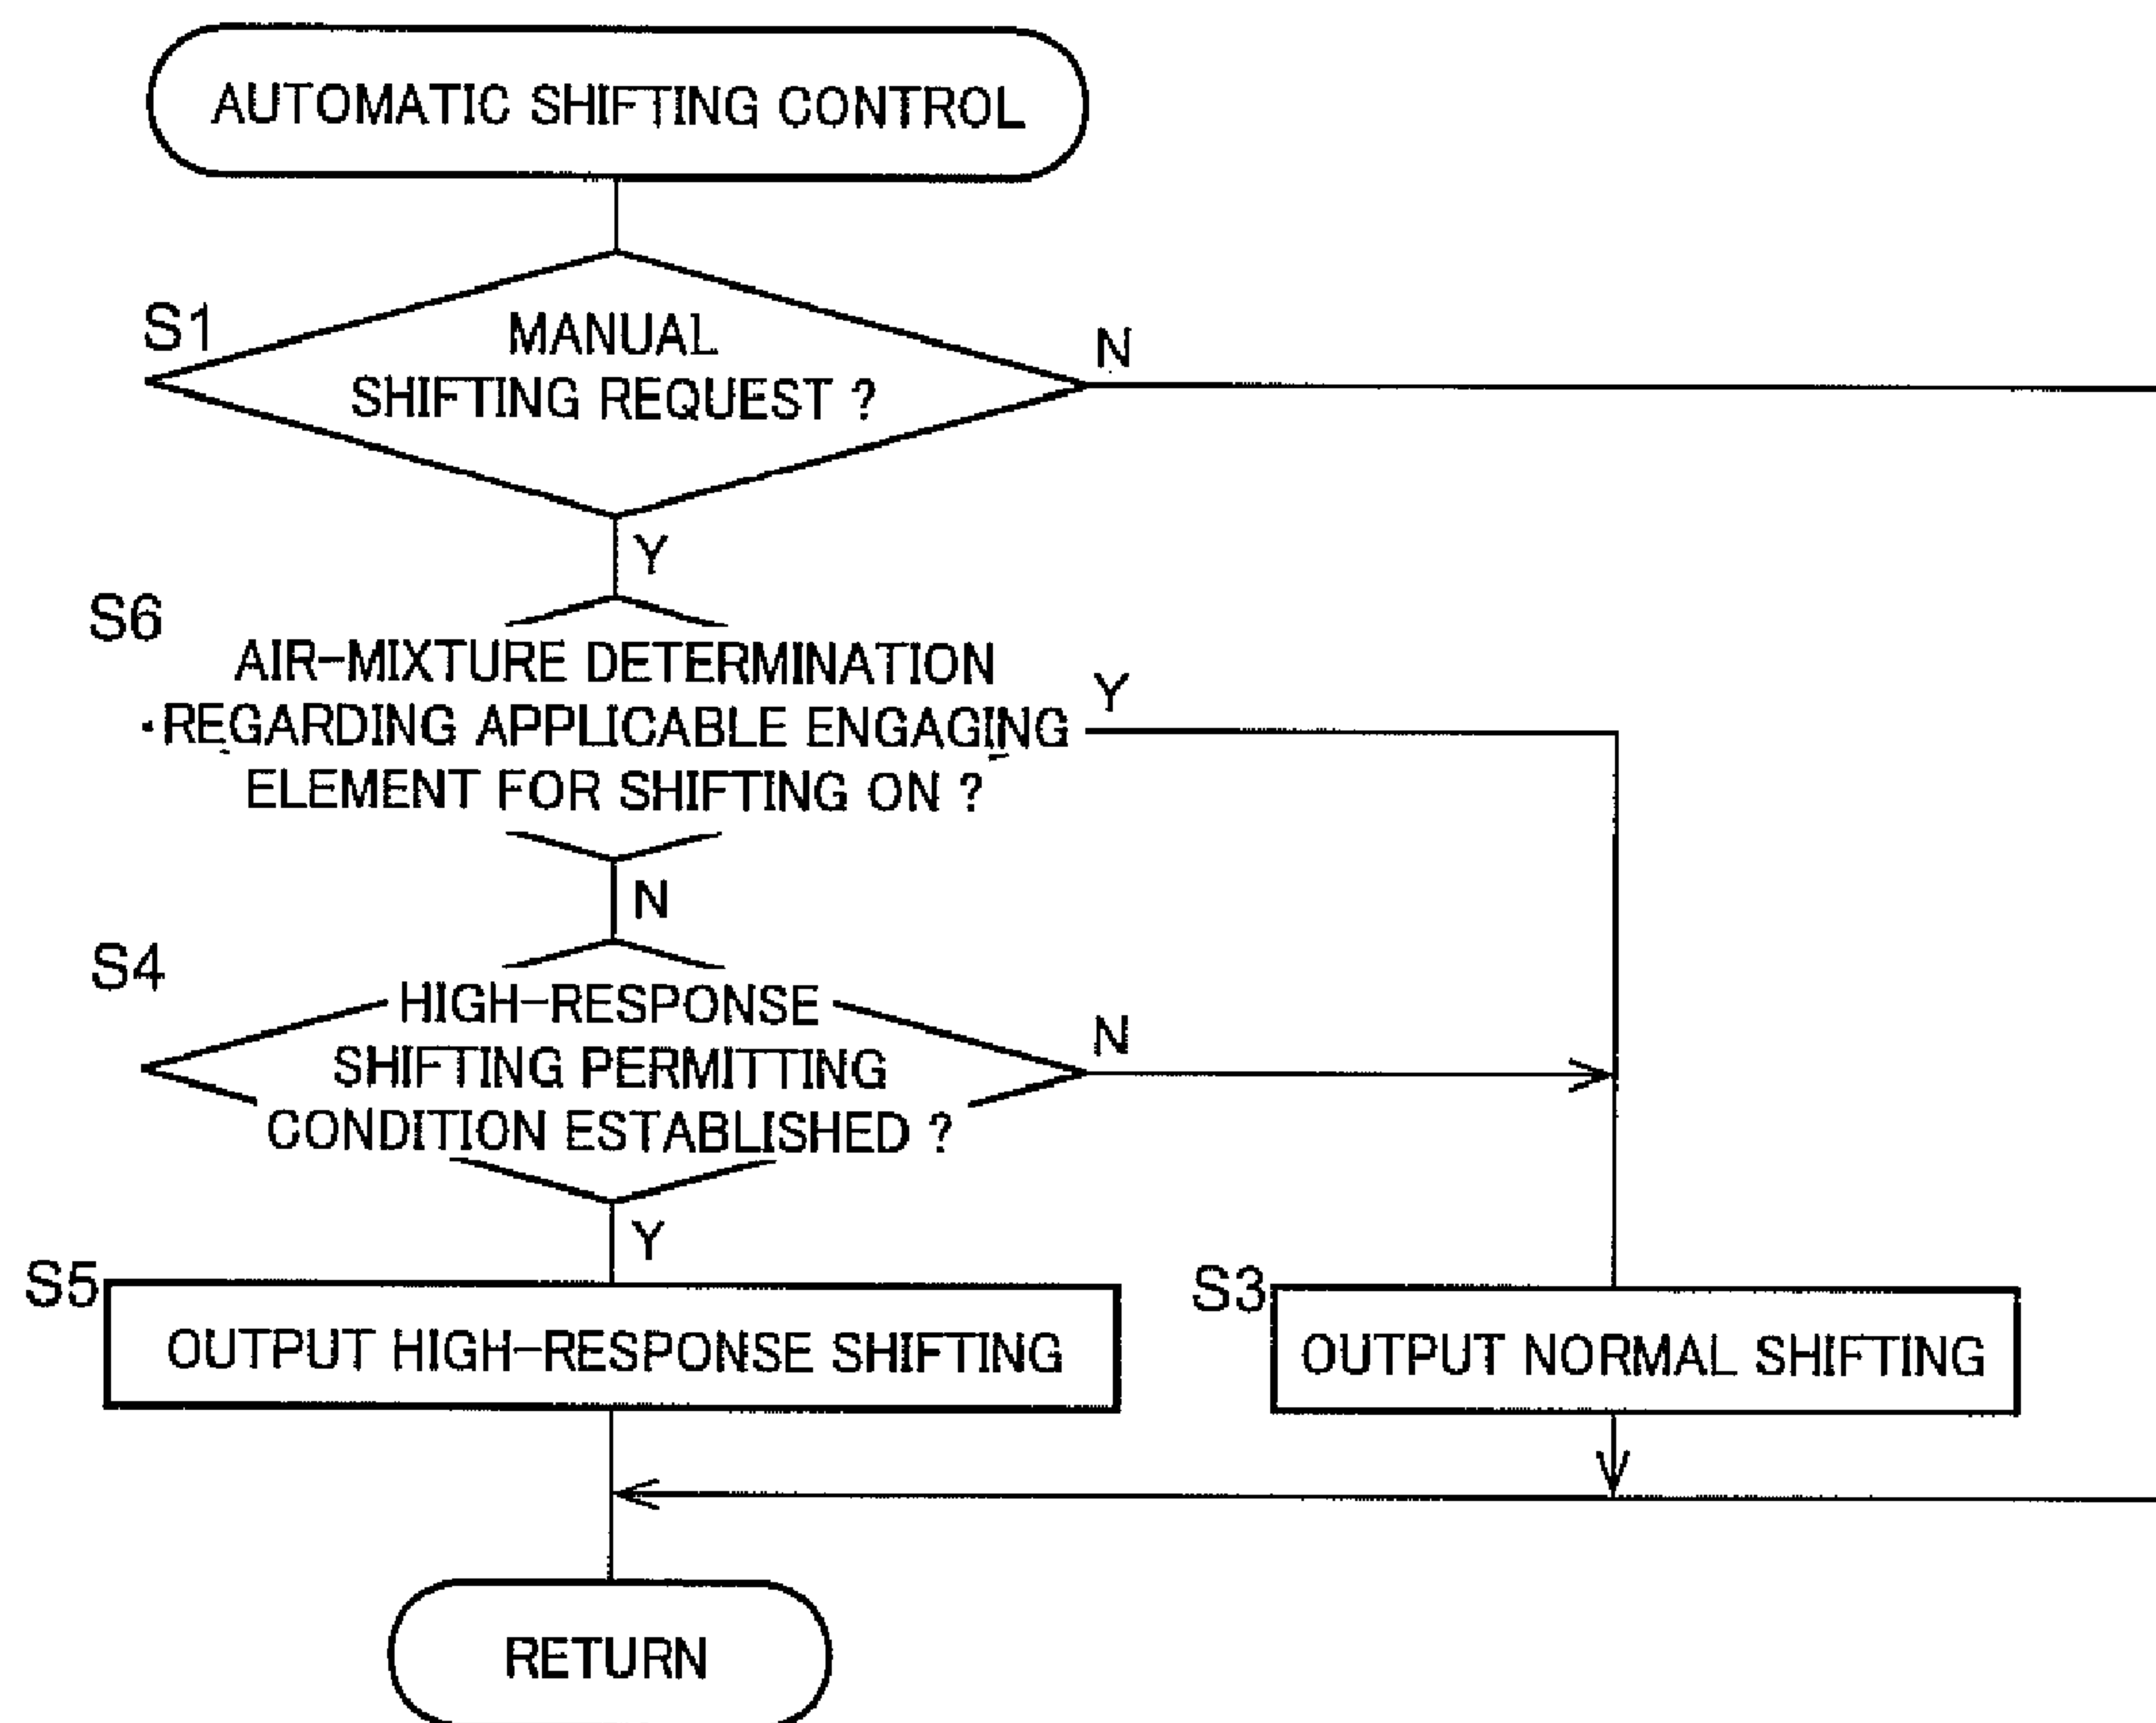 AUTOMATIC SHIFTING CONTROL
S1
MANUAL
SHIFTING REQUEST ?
N
Y
S6
AIR-MIXTURE DETERMINATION
REGARDING APPLICABLE ENGAGING
ELEMENT FOR SHIFTING ON ?
Y
N
S4
HIGH-RESPONSE
SHIFTING PERMITTING
CONDITION ESTABLISHED ?
N
Y
S5
OUTPUT HIGH-RESPONSE SHIFTING
S3
OUTPUT NORMAL SHIFTING
RETURN